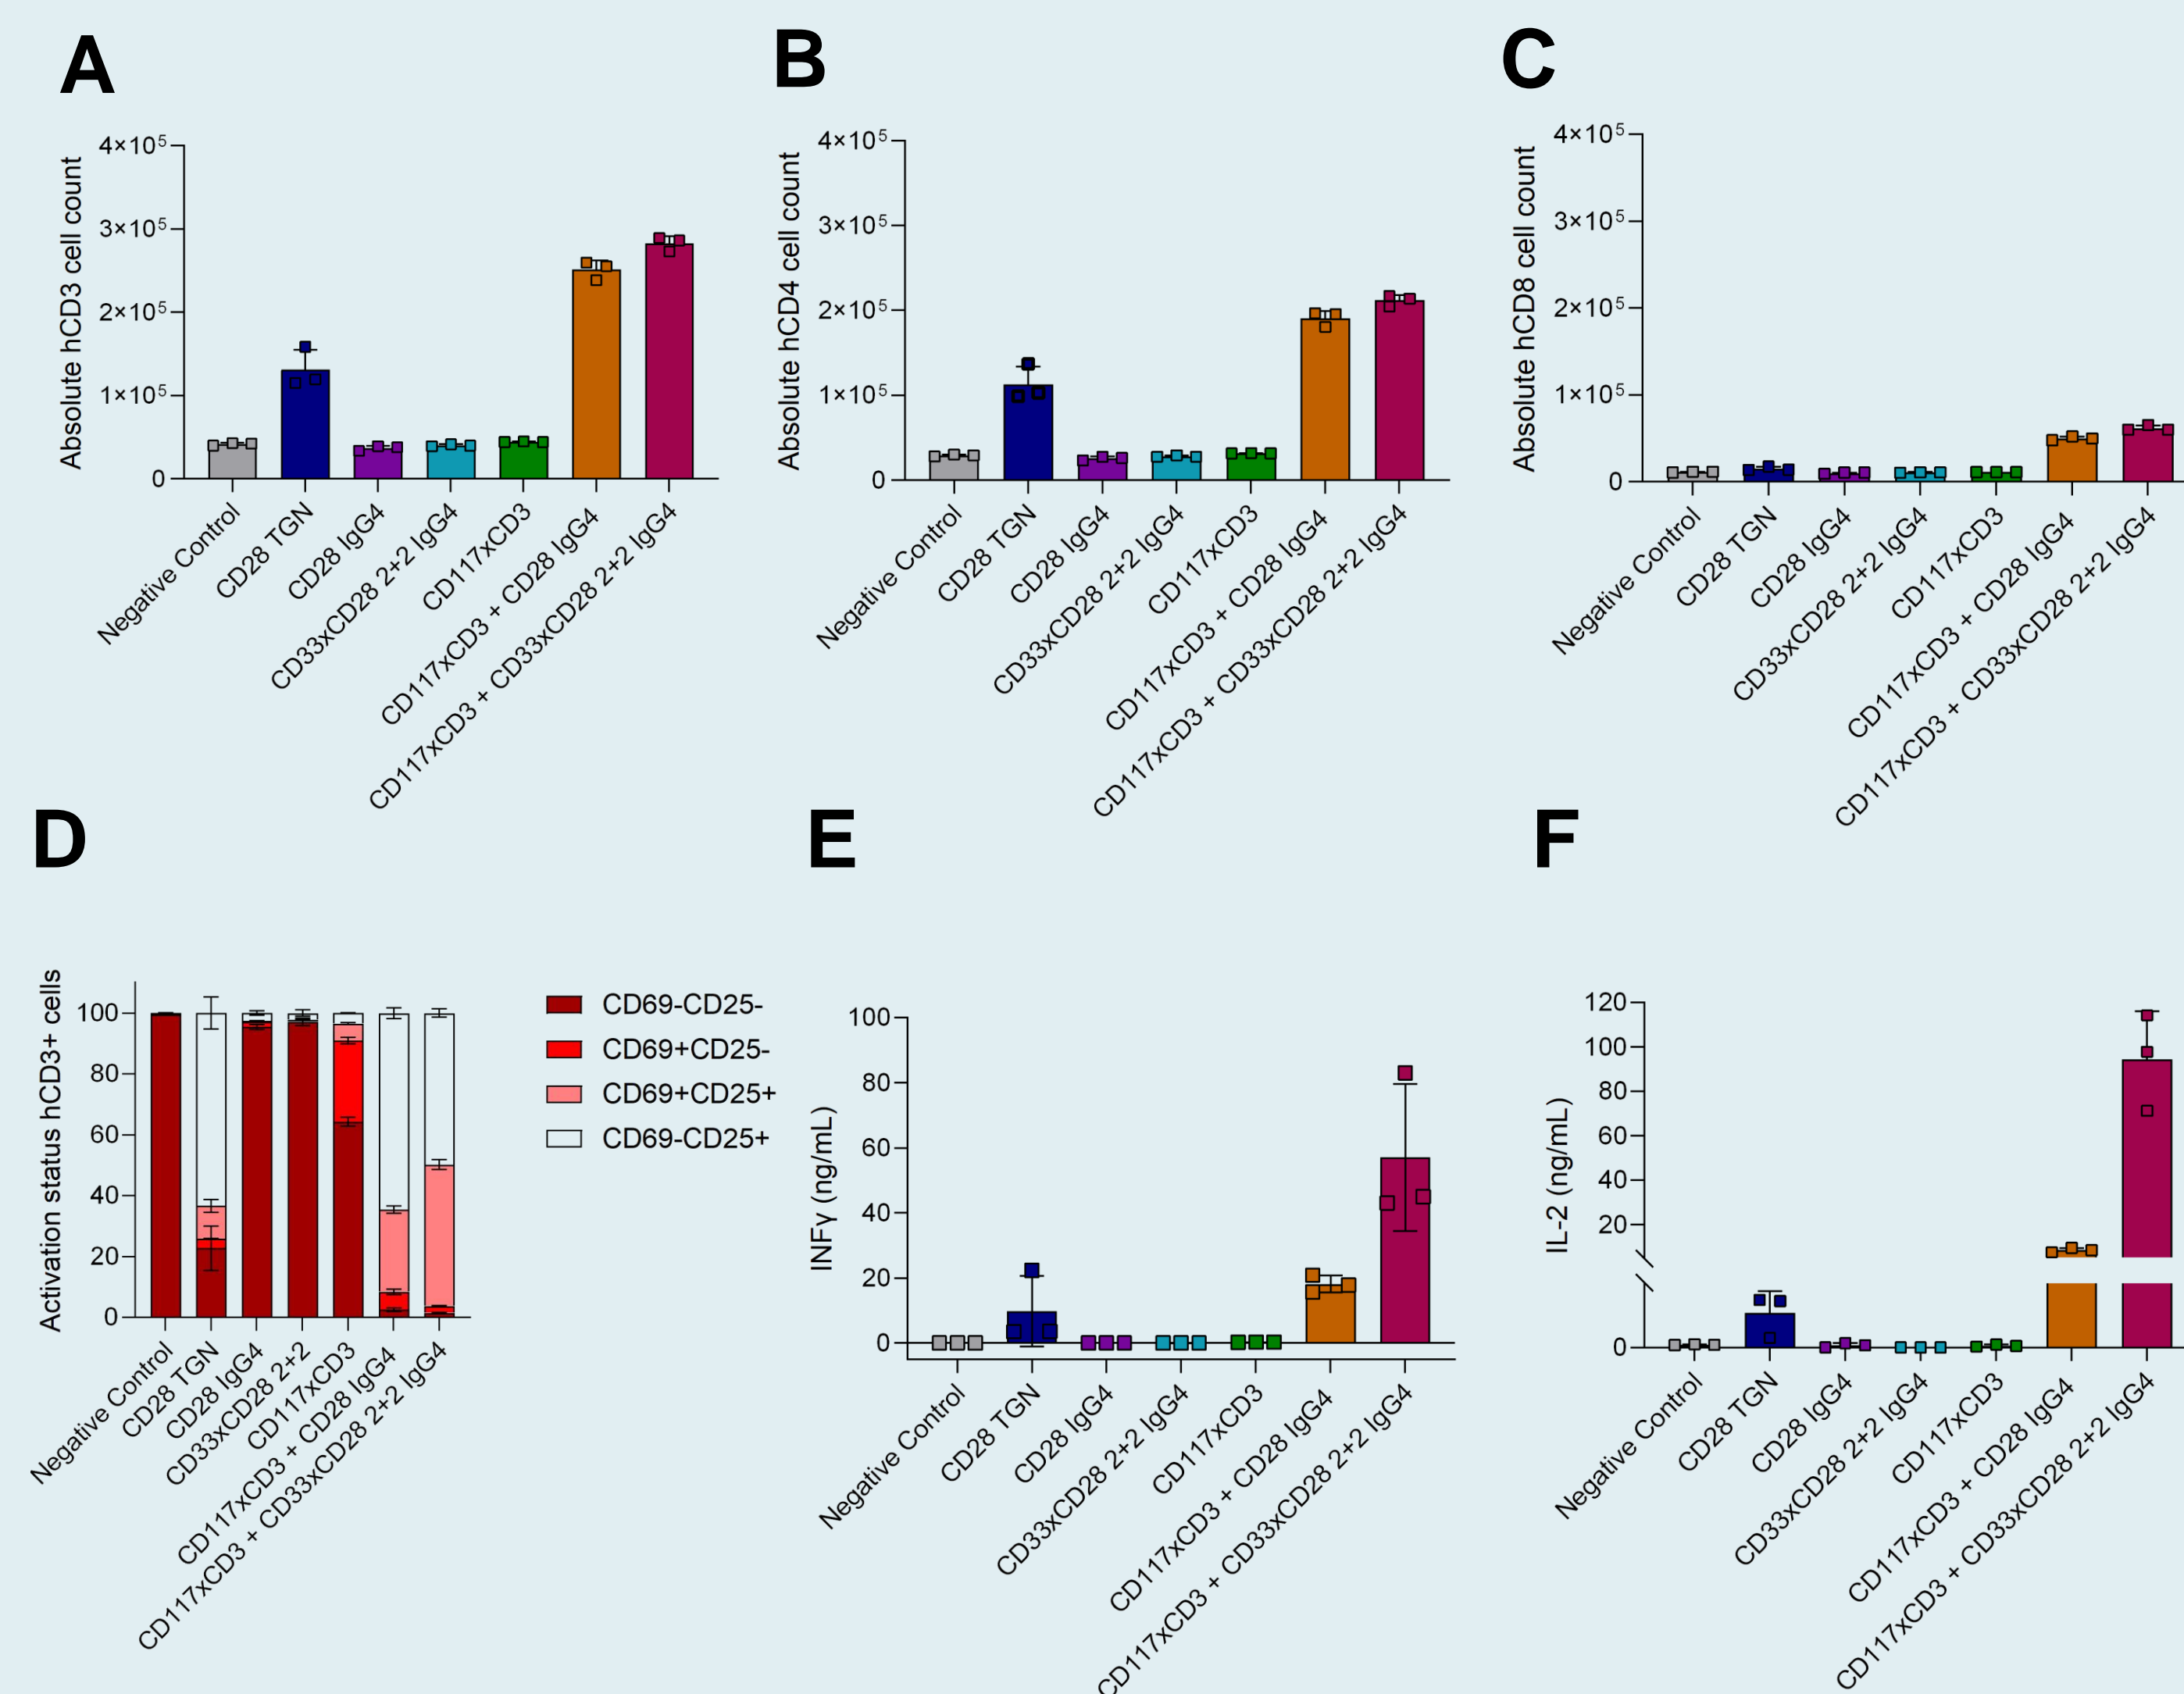 A
B
C
Absolute hCD3 cell count
4×10⁵
3×10⁵
2×10⁵
1×10⁵
0
Negative Control
CD28 TGN
CD28 IgG4
CD33xCD28 2+2 IgG4
CD117xCD3
CD117xCD3 + CD28 IgG4
CD117xCD3 + CD33xCD28 2+2 IgG4
Absolute hCD4 cell count
4×10⁵
3×10⁵
2×10⁵
1×10⁵
0
Negative Control
CD28 TGN
CD28 IgG4
CD33xCD28 2+2 IgG4
CD117xCD3
CD117xCD3 + CD28 IgG4
CD117xCD3 + CD33xCD28 2+2 IgG4
Absolute hCD8 cell count
4×10⁵
3×10⁵
2×10⁵
1×10⁵
0
Negative Control
CD28 TGN
CD28 IgG4
CD33xCD28 2+2 IgG4
CD117xCD3
CD117xCD3 + CD28 IgG4
CD117xCD3 + CD33xCD28 2+2 IgG4
D
E
F
Activation status hCD3+ cells
100
80
60
40
20
0
Negative Control
CD28 TGN
CD28 IgG4
CD33xCD28 2+2
CD117xCD3
CD117xCD3 + CD28 IgG4
CD117xCD3 + CD33xCD28 2+2 IgG4
CD69-CD25-
CD69+CD25-
CD69+CD25+
CD69-CD25+
INFγ (ng/mL)
100
80
60
40
20
0
Negative Control
CD28 TGN
CD28 IgG4
CD33xCD28 2+2 IgG4
CD117xCD3
CD117xCD3 + CD28 IgG4
CD117xCD3 + CD33xCD28 2+2 IgG4
IL-2 (ng/mL)
120
100
80
60
40
20
0
Negative Control
CD28 TGN
CD28 IgG4
CD33xCD28 2+2 IgG4
CD117xCD3
CD117xCD3 + CD28 IgG4
CD117xCD3 + CD33xCD28 2+2 IgG4